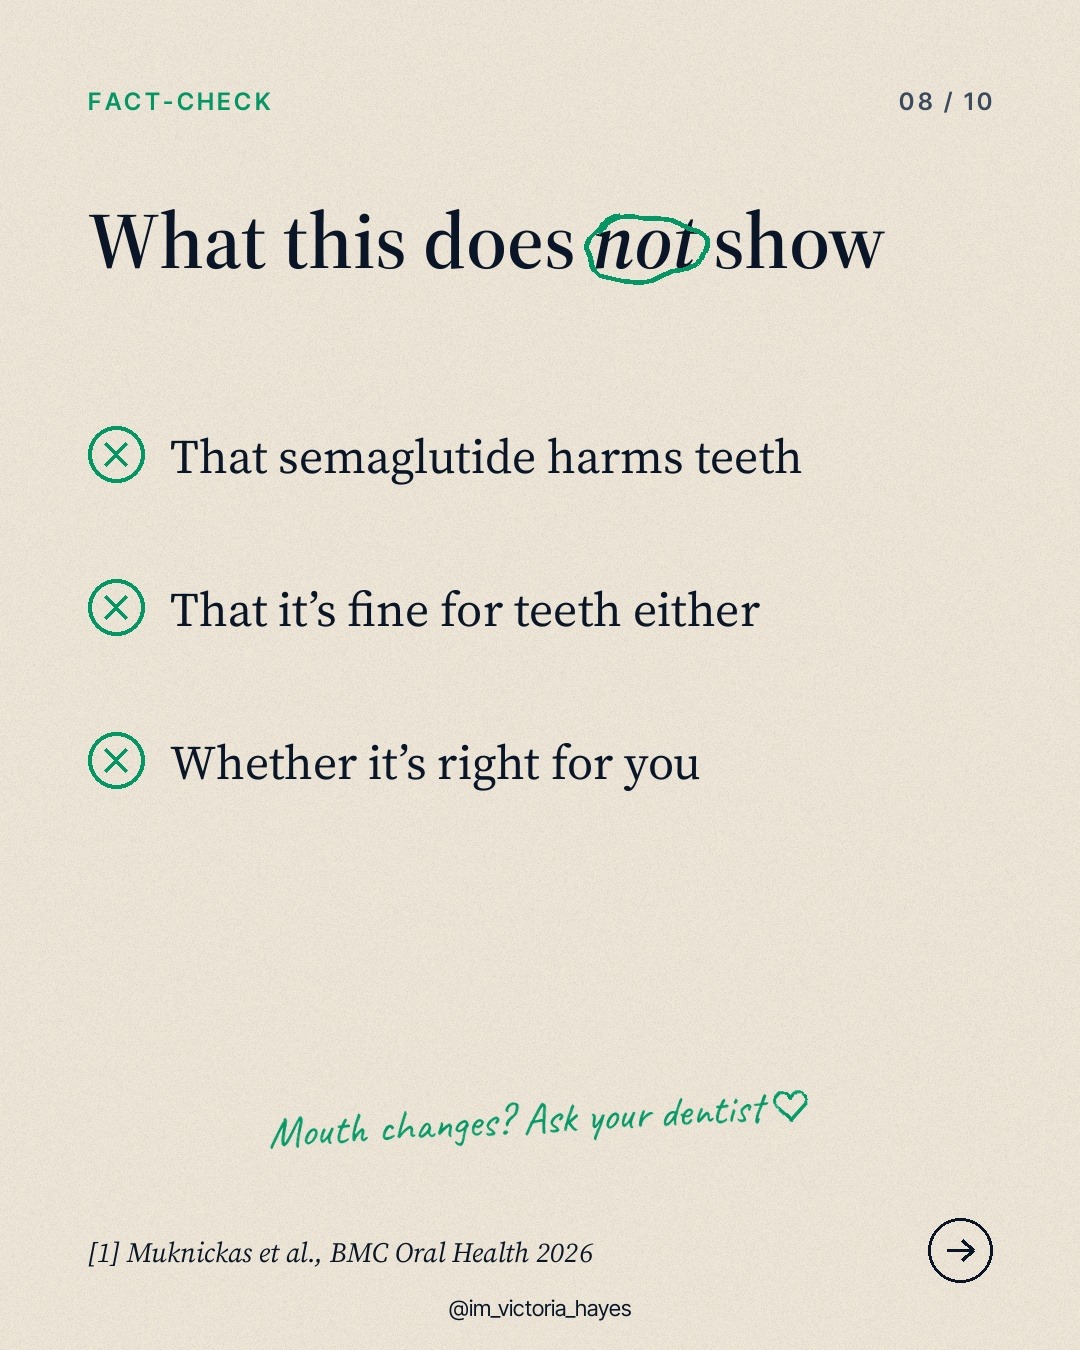 FACT-CHECK
08 / 10
What this does not show
That semaglutide harms teeth
That it’s fine for teeth either
Whether it’s right for you
Mouth changes? Ask your dentist
[1] Muknickas et al., BMC Oral Health 2026
@im_victoria_hayes